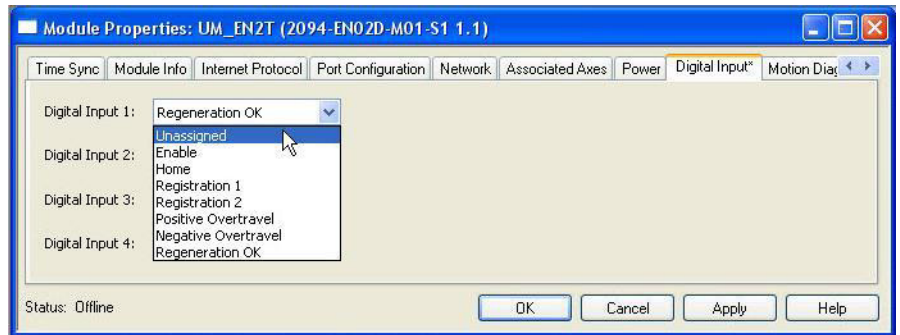 Module Properties: UM_EN2T (2094-EN02D-M01-S1 1.1)
Time Sync Module Info Internet Protocol Port Configuration Network Associated Axes Power Digital Input* Motion Diag
Digital Input 1: Regeneration OK
Unassigned
Digital Input 2: Enable
Home
Registration 1
Digital Input 3: Registration 2
Positive Overtravel
Digital Input 4: Negative Overtravel
Regeneration OK
Status: Offline OK Cancel Apply Help